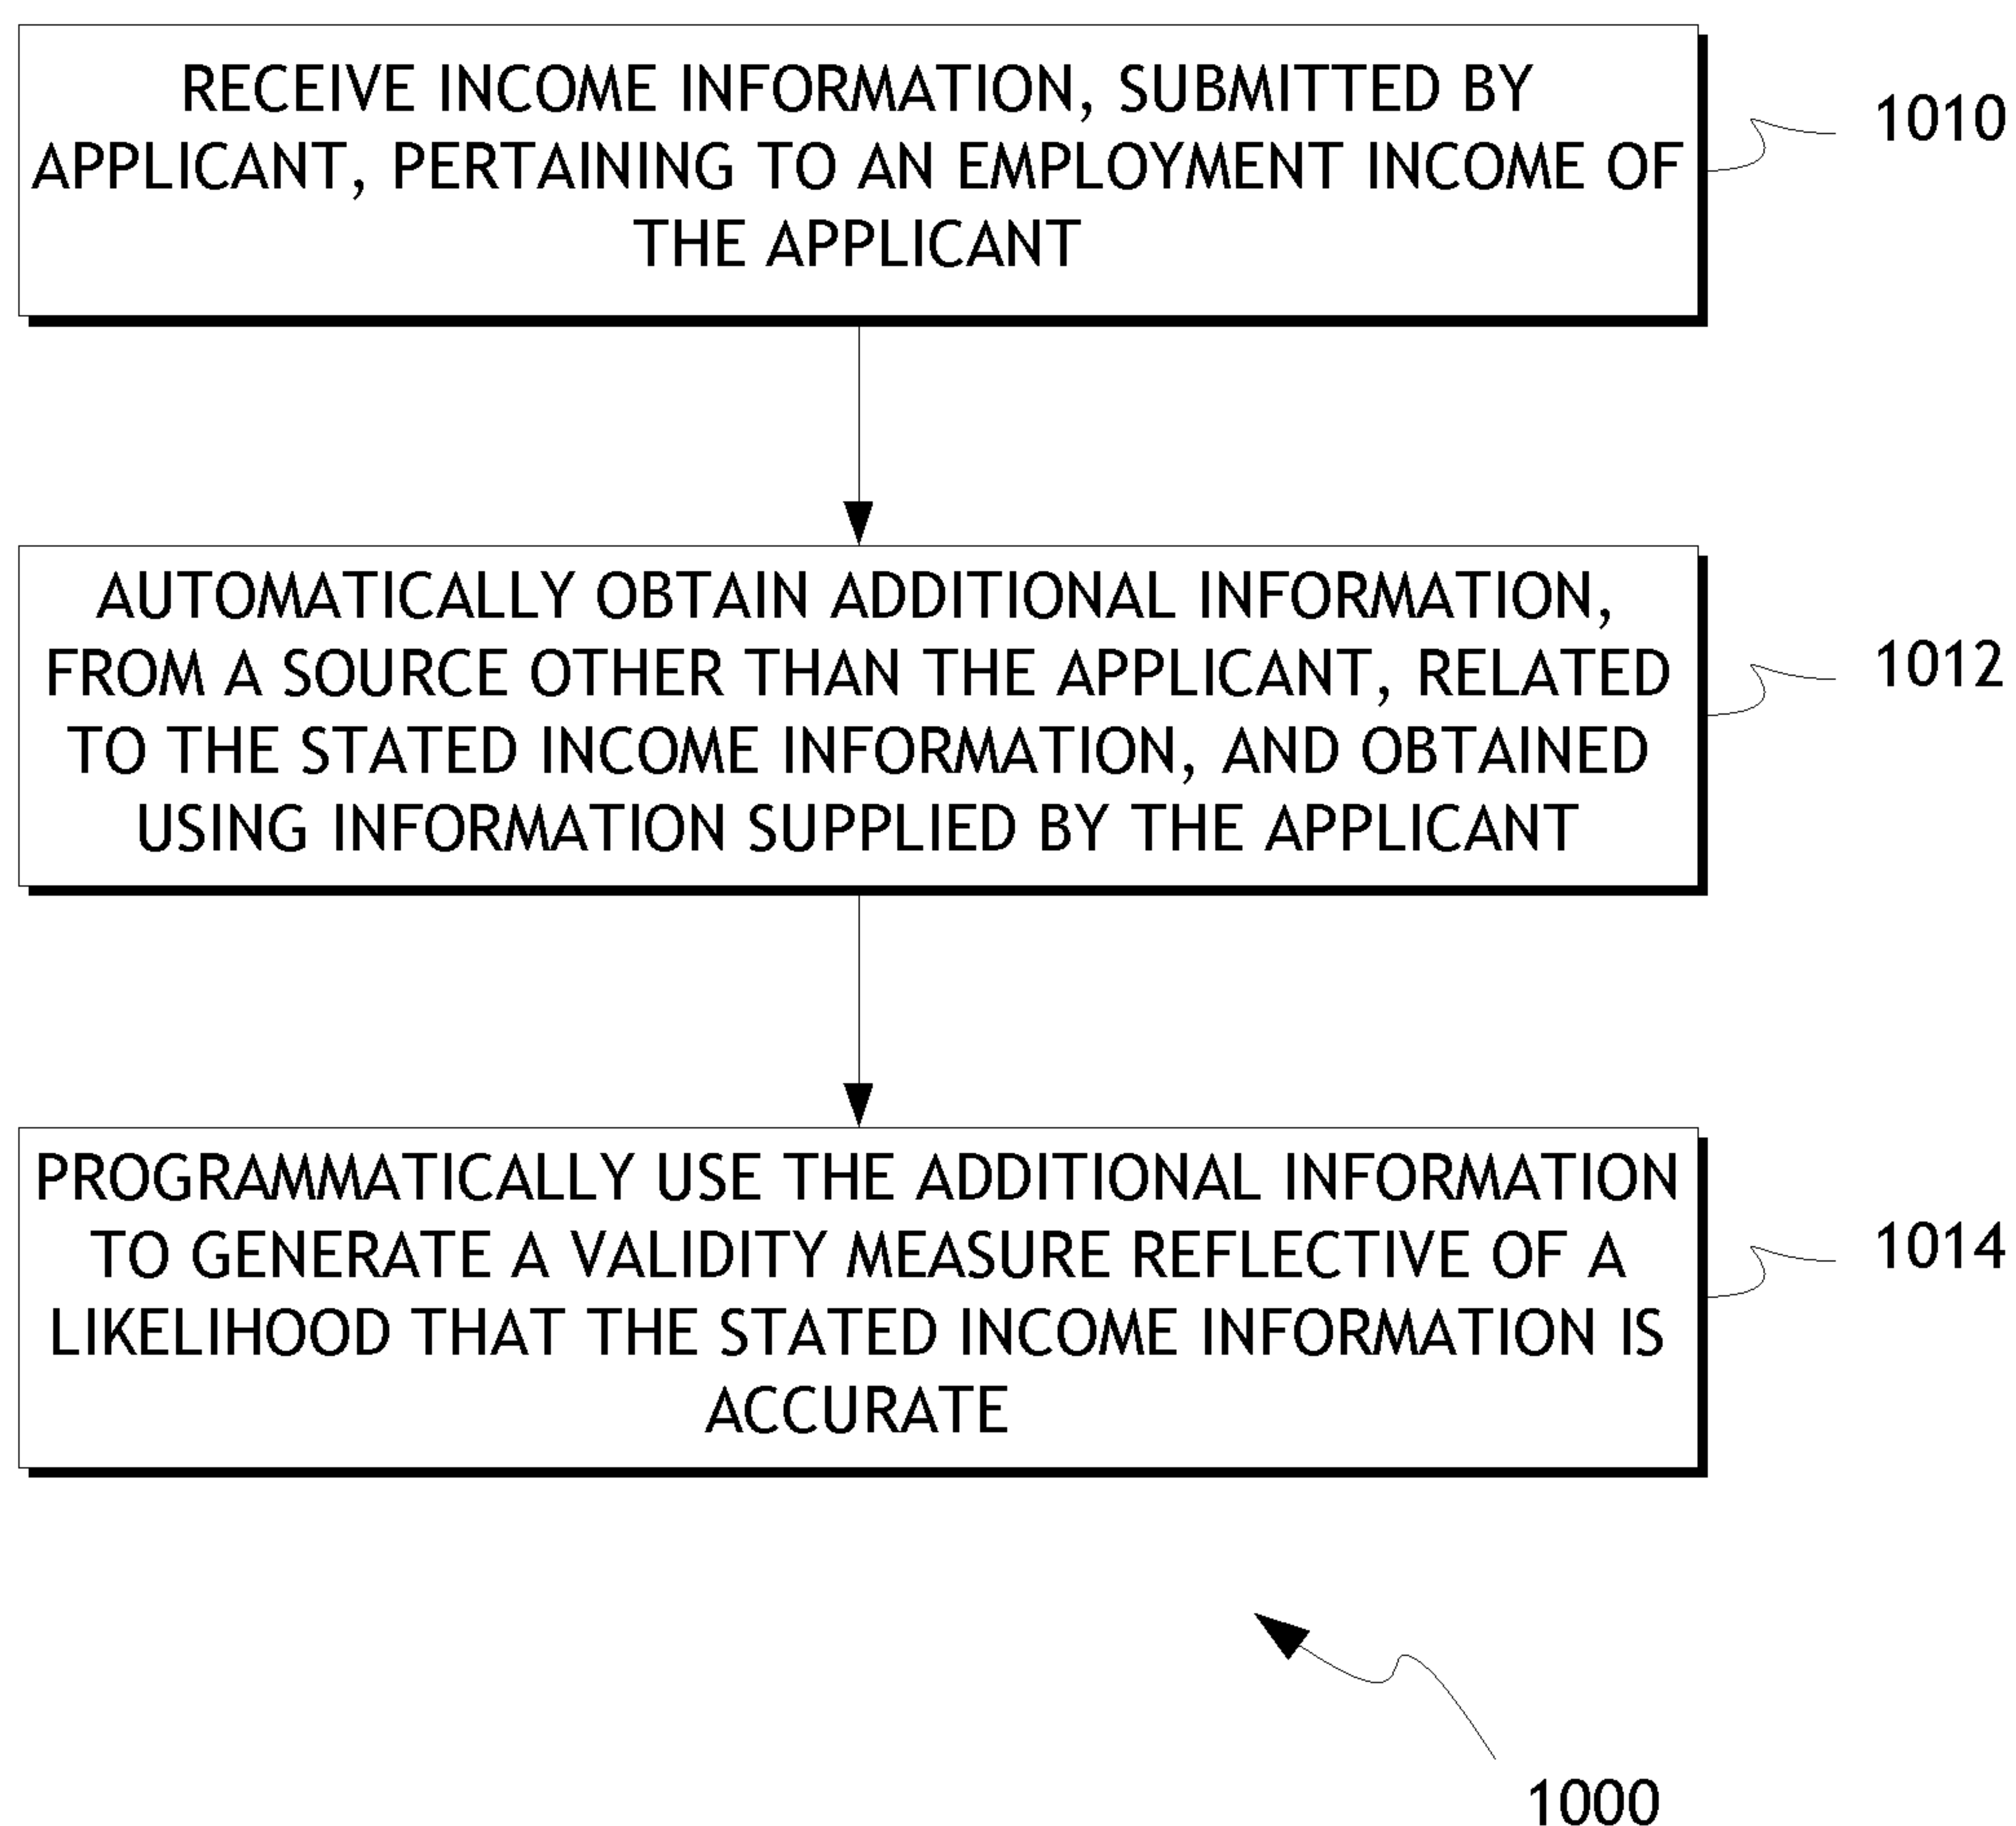 RECEIVE INCOME INFORMATION, SUBMITTED BY
APPLICANT, PERTAINING TO AN EMPLOYMENT INCOME OF
THE APPLICANT
1010
AUTOMATICALLY OBTAIN ADDITIONAL INFORMATION,
FROM A SOURCE OTHER THAN THE APPLICANT, RELATED
TO THE STATED INCOME INFORMATION, AND OBTAINED
USING INFORMATION SUPPLIED BY THE APPLICANT
1012
PROGRAMMATICALLY USE THE ADDITIONAL INFORMATION
TO GENERATE A VALIDITY MEASURE REFLECTIVE OF A
LIKELIHOOD THAT THE STATED INCOME INFORMATION IS
ACCURATE
1014
1000